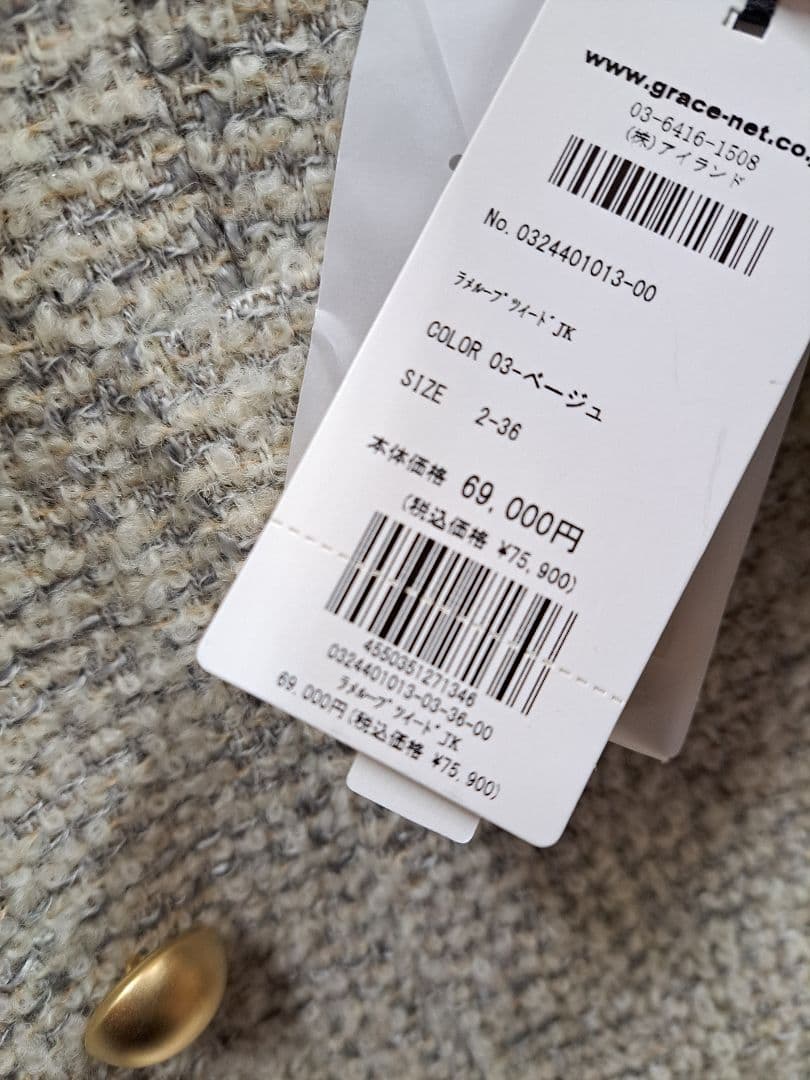 www.grace-net.co.
03-6416-1508
(株)アイランド
No. 0324401013-00
ﾗﾒﾙｰﾌﾟﾂｲｰﾄﾞJK
COLOR 03-ベージュ
SIZE 2-36
本体価格 69,000円
(税込価格 ¥75,900)
4550351271346
0324401013-03-36-00
ﾗﾒﾙｰﾌﾟﾂｲｰﾄﾞJK
69,000円(税込価格 ¥75,900)